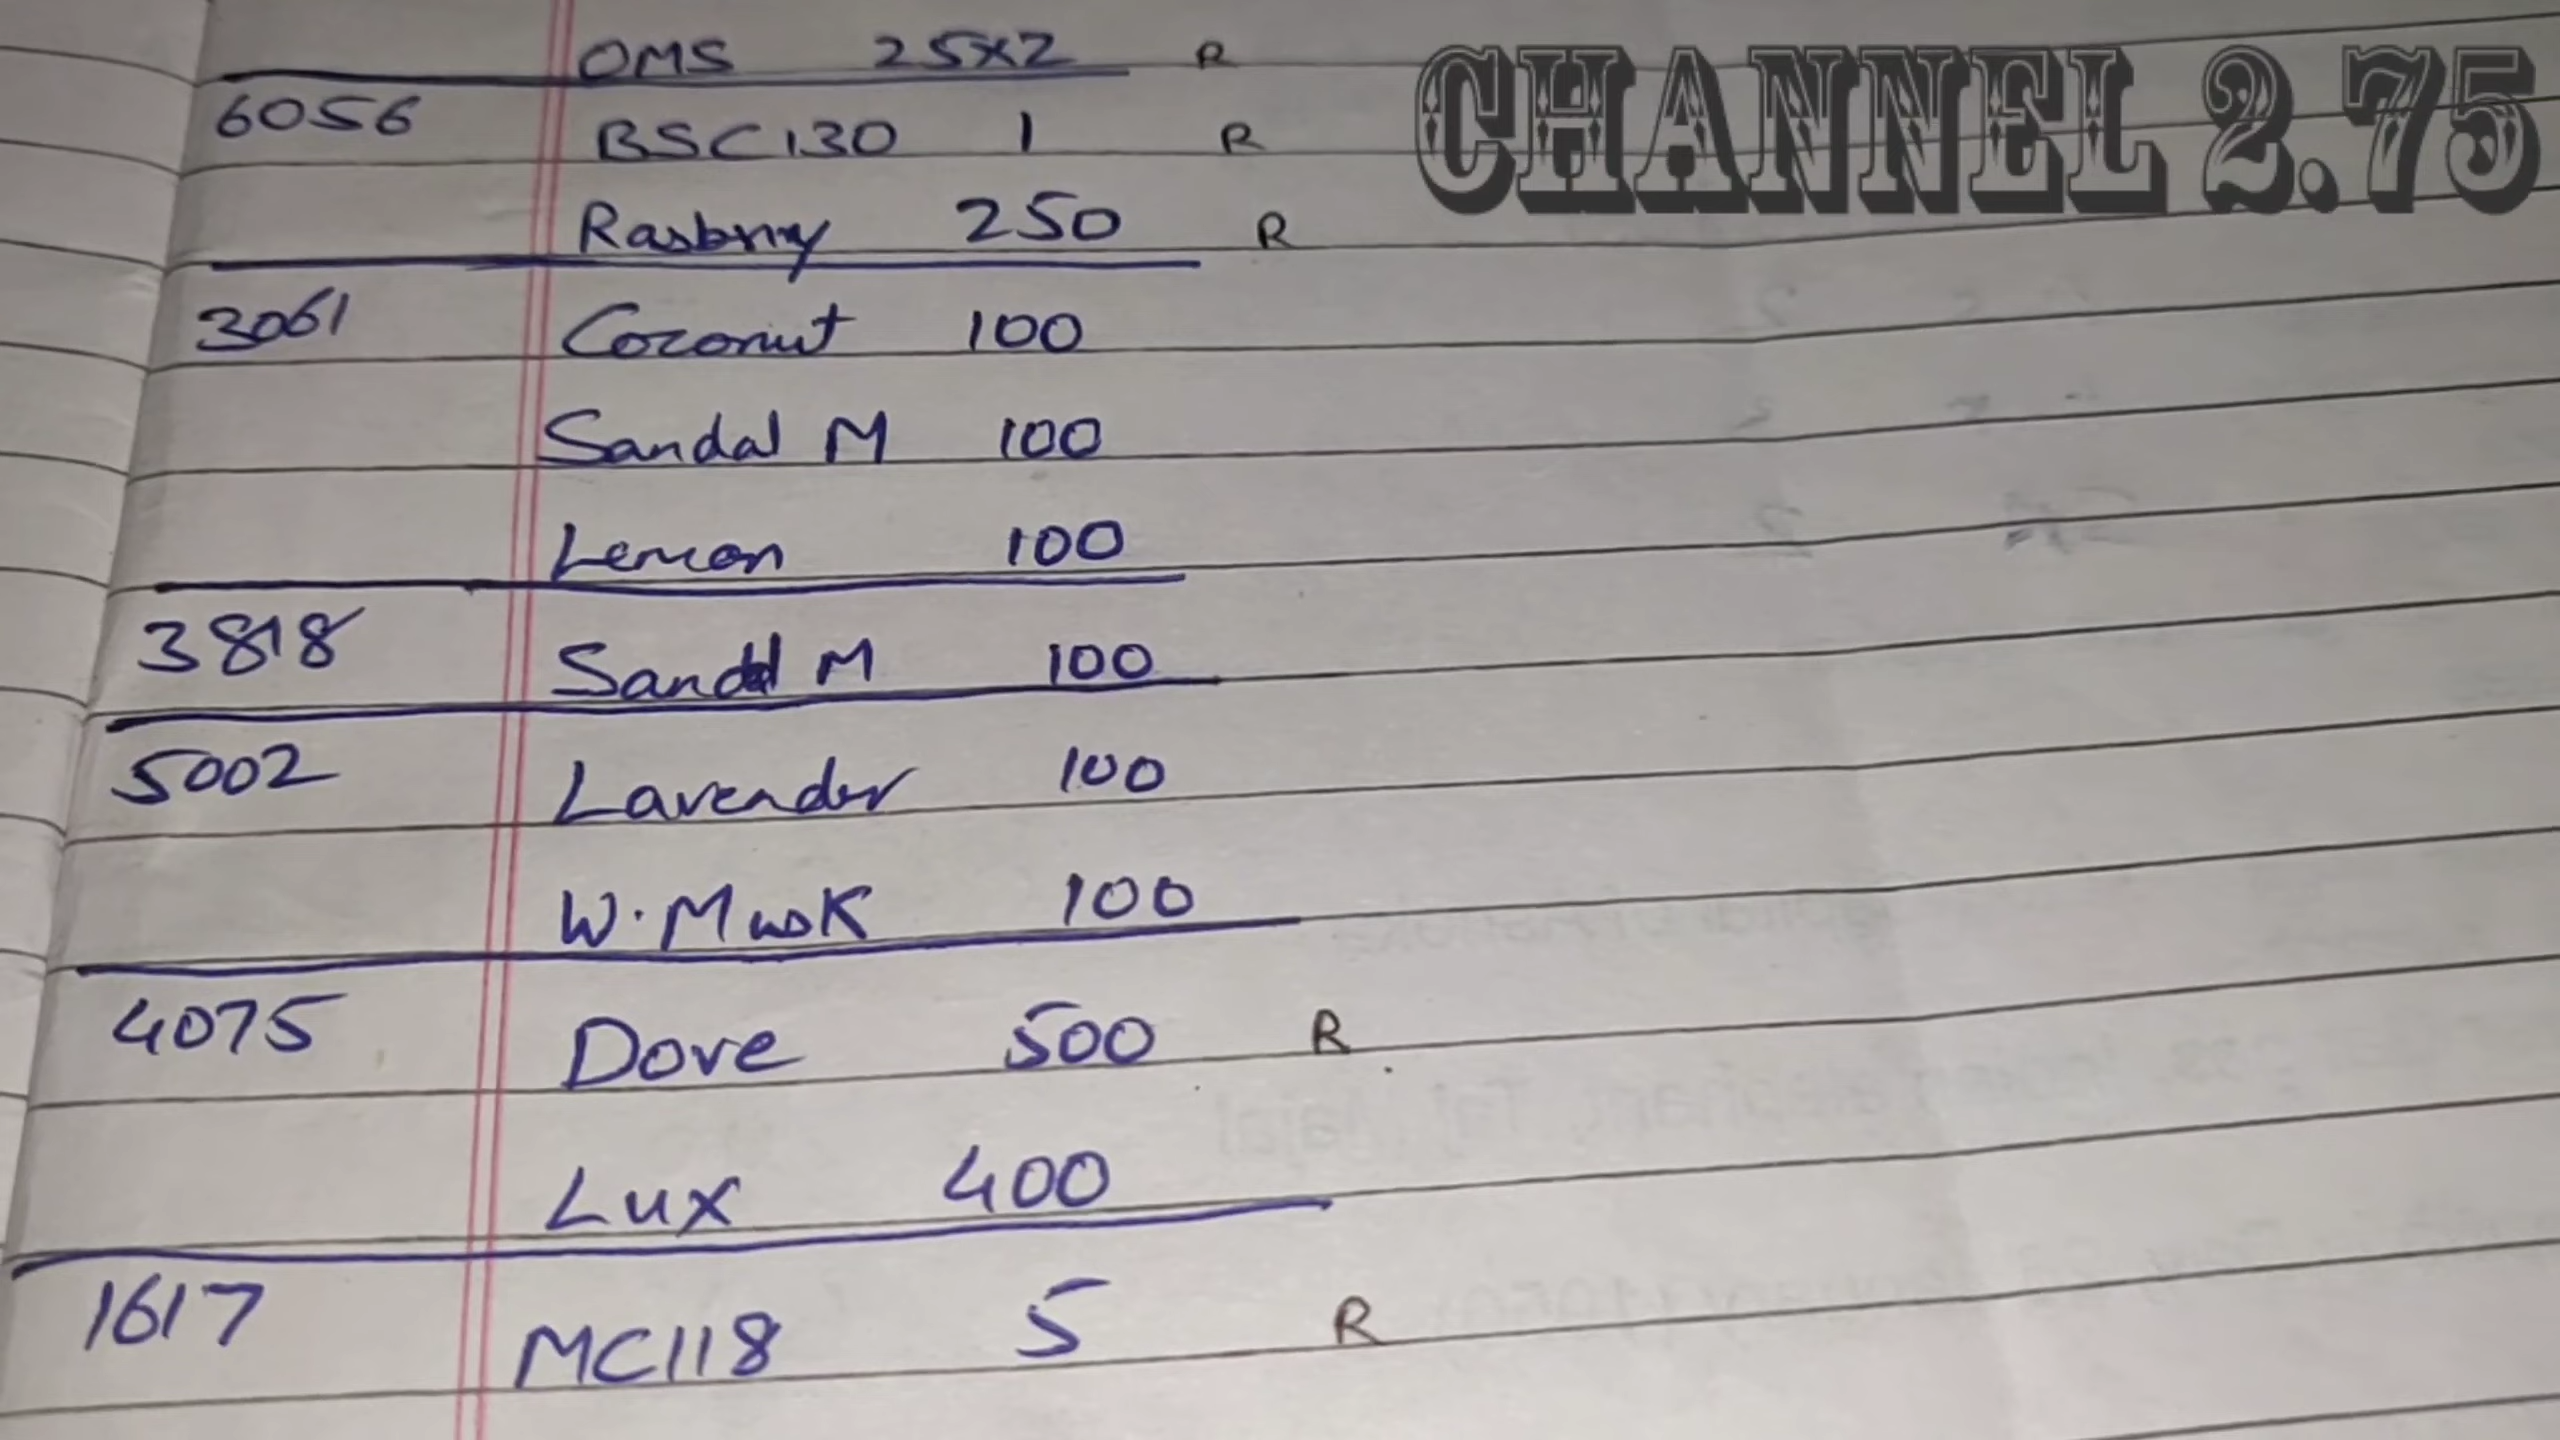 OMS 25x2 R
CHANNEL 2.75
6056 BSC130 1 R
Rasbrry 250 R
3061 Coconut 100
Sandal M 100
Lemon 100
3818 Sandal M 100
5002 Lavender 100
W. Musk 100
4075 Dove 500 R
Lux 400
1617 MC118 5 R